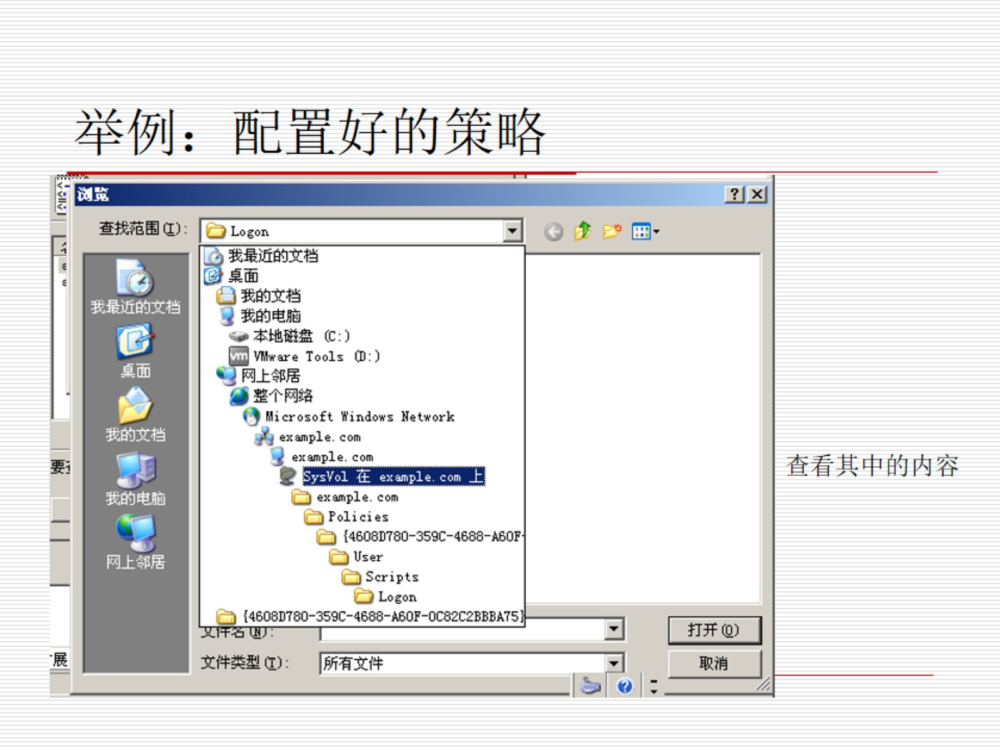 举例：配置好的策略
浏览
查找范围(I):
Logon
我最近的文档
桌面
我的文档
我的电脑
本地磁盘 (C:)
VMware Tools (D:)
网上邻居
整个网络
Microsoft Windows Network
example.com
example.com
SysVol 在 example.com 上
example.com
Policies
{4608D780-359C-4688-A60F-
User
Scripts
Logon
{4608D780-359C-4688-A60F-0C82C2BBBA75}
我最近的文档
桌面
我的文档
我的电脑
网上邻居
要
展
文件名(N):
打开(O)
文件类型(T):
所有文件
取消
查看其中的内容